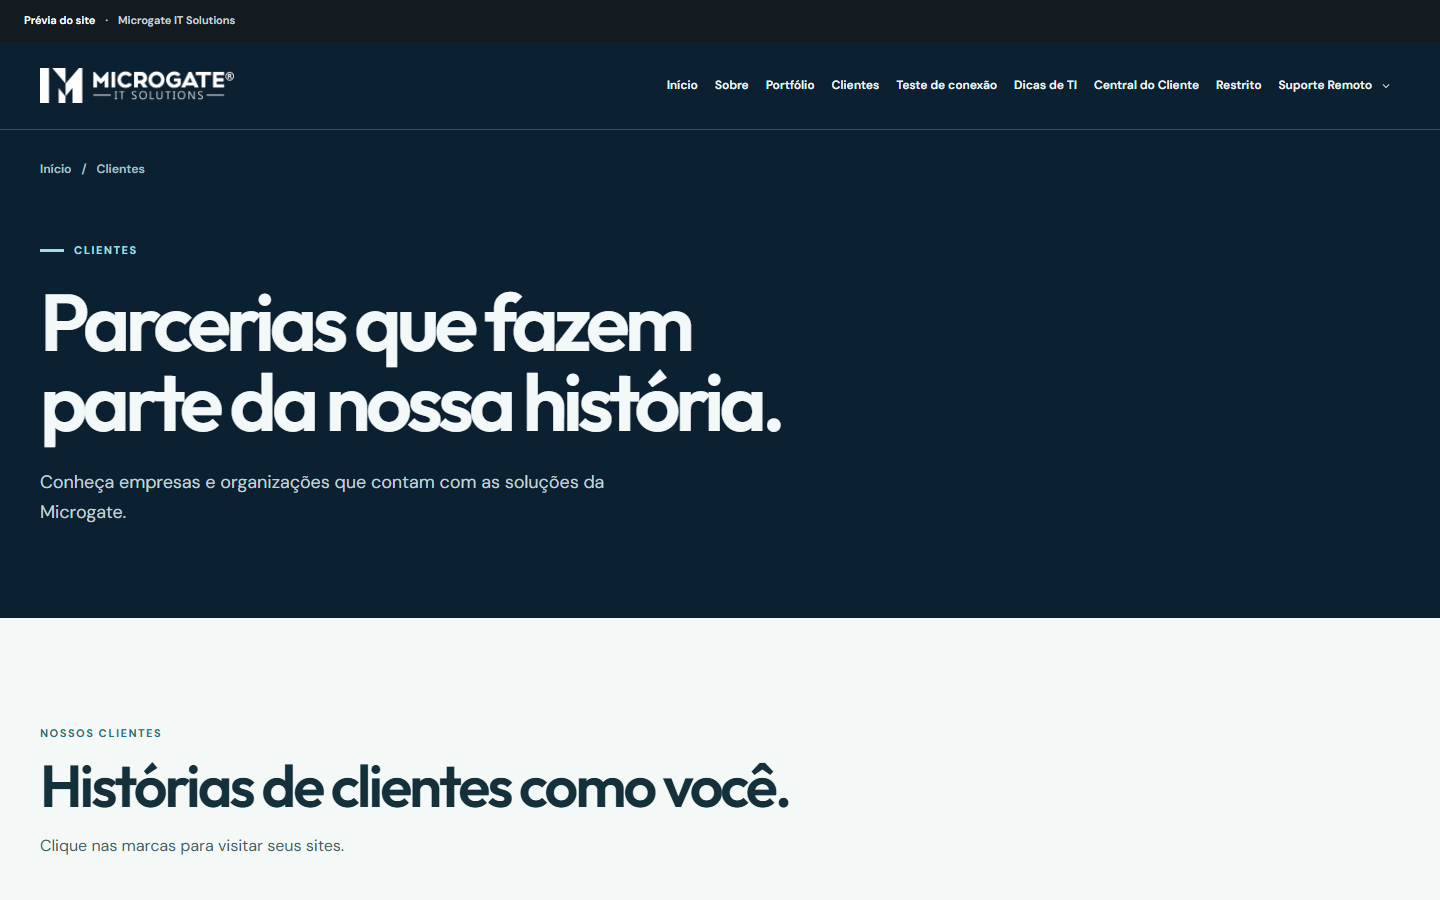 Prévia do site · Microgate IT Solutions
MICROGATE®
IT SOLUTIONS
Início Sobre Portfólio Clientes Teste de conexão Dicas de TI Central do Cliente Restrito Suporte Remoto
Início / Clientes
CLIENTES
Parcerias que fazem
parte da nossa história.
Conheça empresas e organizações que contam com as soluções da
Microgate.
NOSSOS CLIENTES
Histórias de clientes como você.
Clique nas marcas para visitar seus sites.